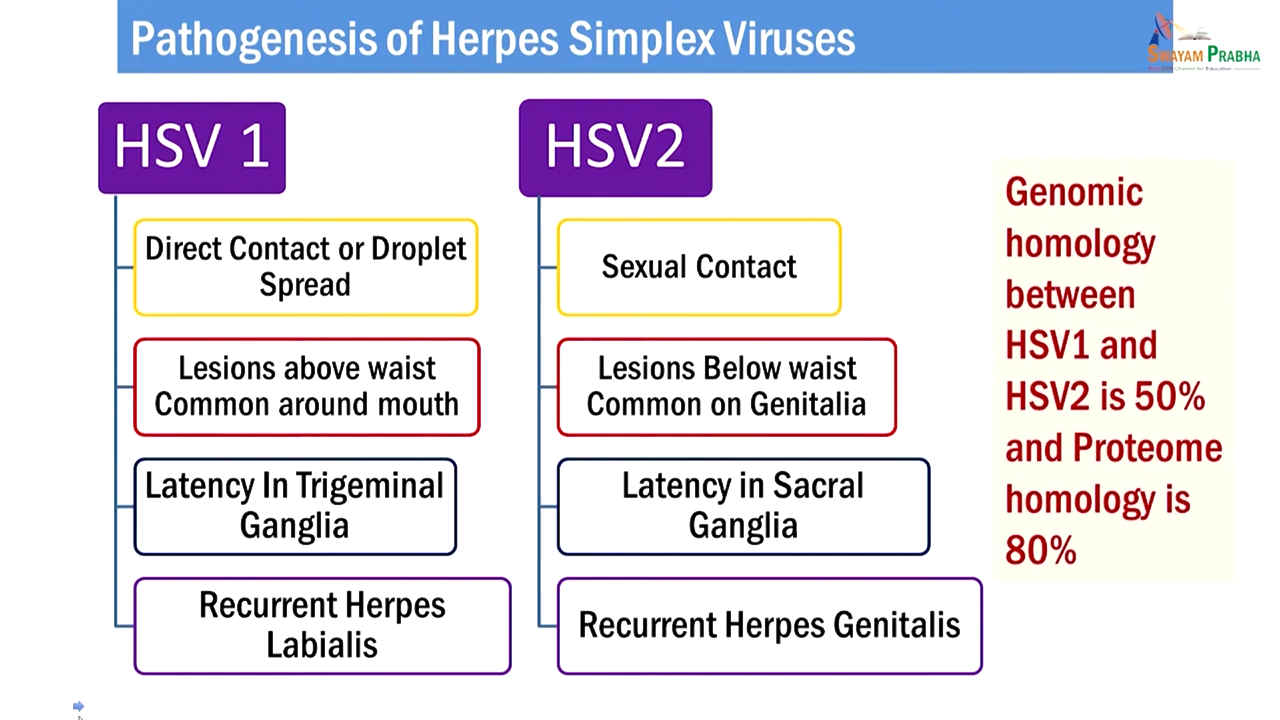 Pathogenesis of Herpes Simplex Viruses
SWAYAM PRABHA
HSV 1
Direct Contact or Droplet
Spread
Lesions above waist
Common around mouth
Latency In Trigeminal
Ganglia
Recurrent Herpes
Labialis
HSV2
Sexual Contact
Lesions Below waist
Common on Genitalia
Latency in Sacral
Ganglia
Recurrent Herpes Genitalis
Genomic
homology
between
HSV1 and
HSV2 is 50%
and Proteome
homology is
80%